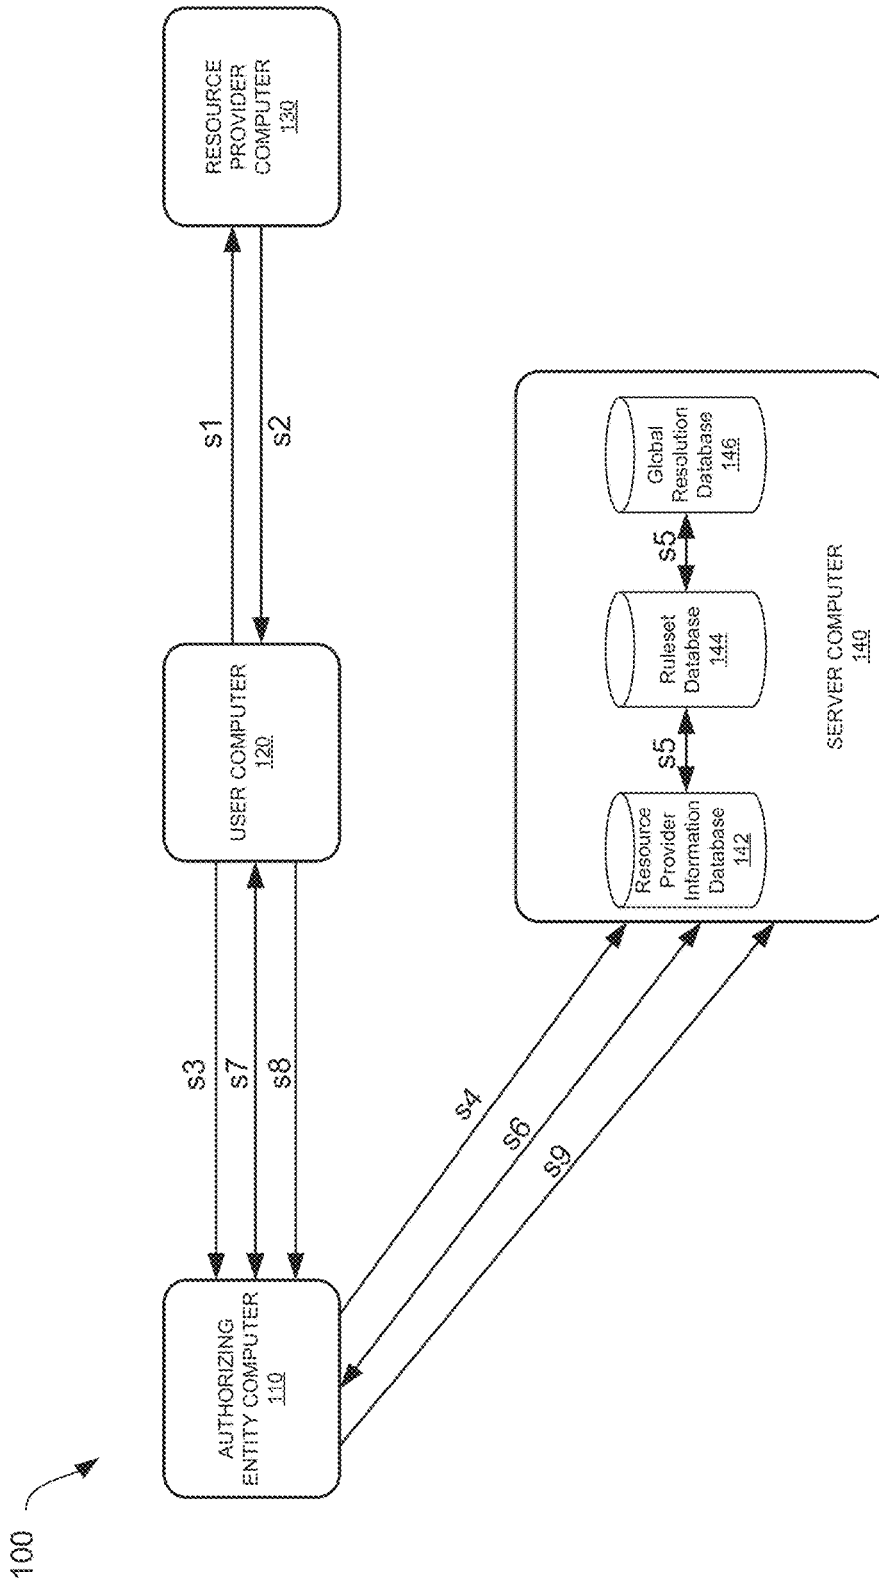 100
AUTHORIZING
ENTITY COMPUTER
110
s3
s7
s8
USER COMPUTER
120
s1
s2
RESOURCE
PROVIDER
COMPUTER
130
s4
s6
s9
Resource
Provider
Information
Database
142
s5
Ruleset
Database
144
s5
Global
Resolution
Database
146
SERVER COMPUTER
140